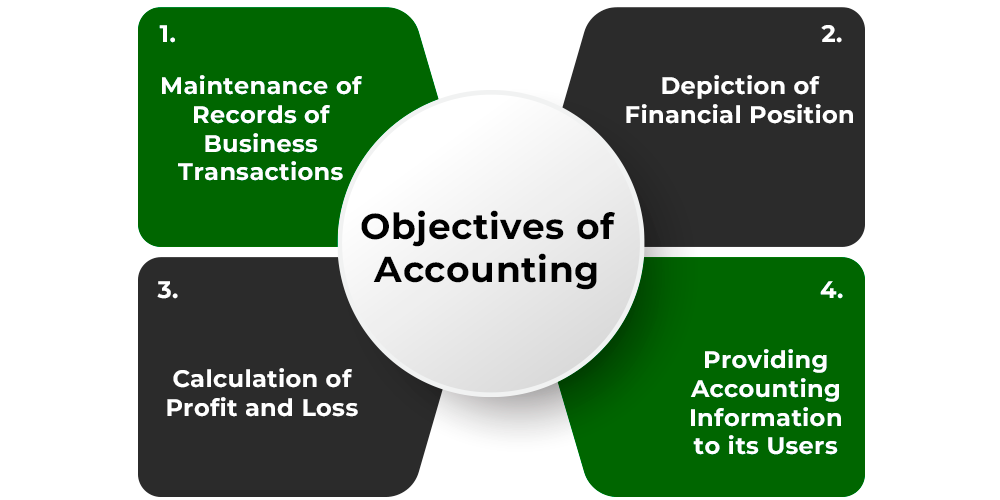 Objectives of
Accounting
1.
Maintenance of
Records of
Business
Transactions
2.
Depiction of
Financial Position
3.
Calculation of
Profit and Loss
4.
Providing
Accounting
Information
to its Users